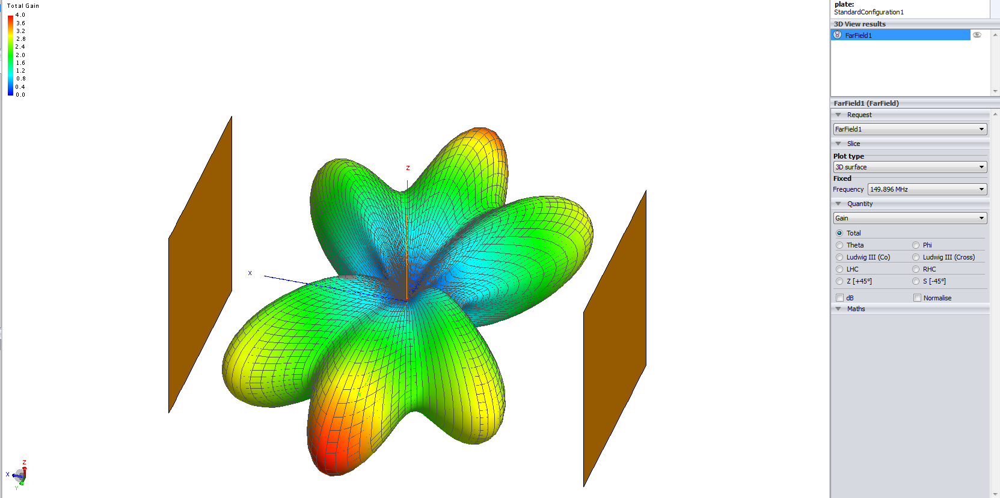 Total Gain
4.0
3.6
3.2
2.8
2.4
2.0
1.6
1.2
0.8
0.4
0.0
Z
X
Z
X
Y
plate:
StandardConfiguration1
3D View results
FarField1
FarField1 (FarField)
Request
FarField1
Slice
Plot type
3D surface
Fixed
Frequency 149.896 MHz
Quantity
Gain
Total
Theta Phi
Ludwig III (Co) Ludwig III (Cross)
LHC RHC
Z [+45º] S [-45º]
dB Normalise
Maths